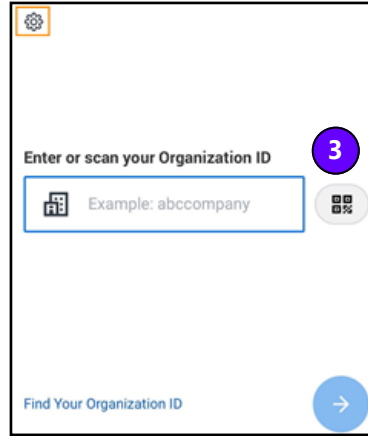 Enter or scan your Organization ID
3
Example: abccompany
Find Your Organization ID